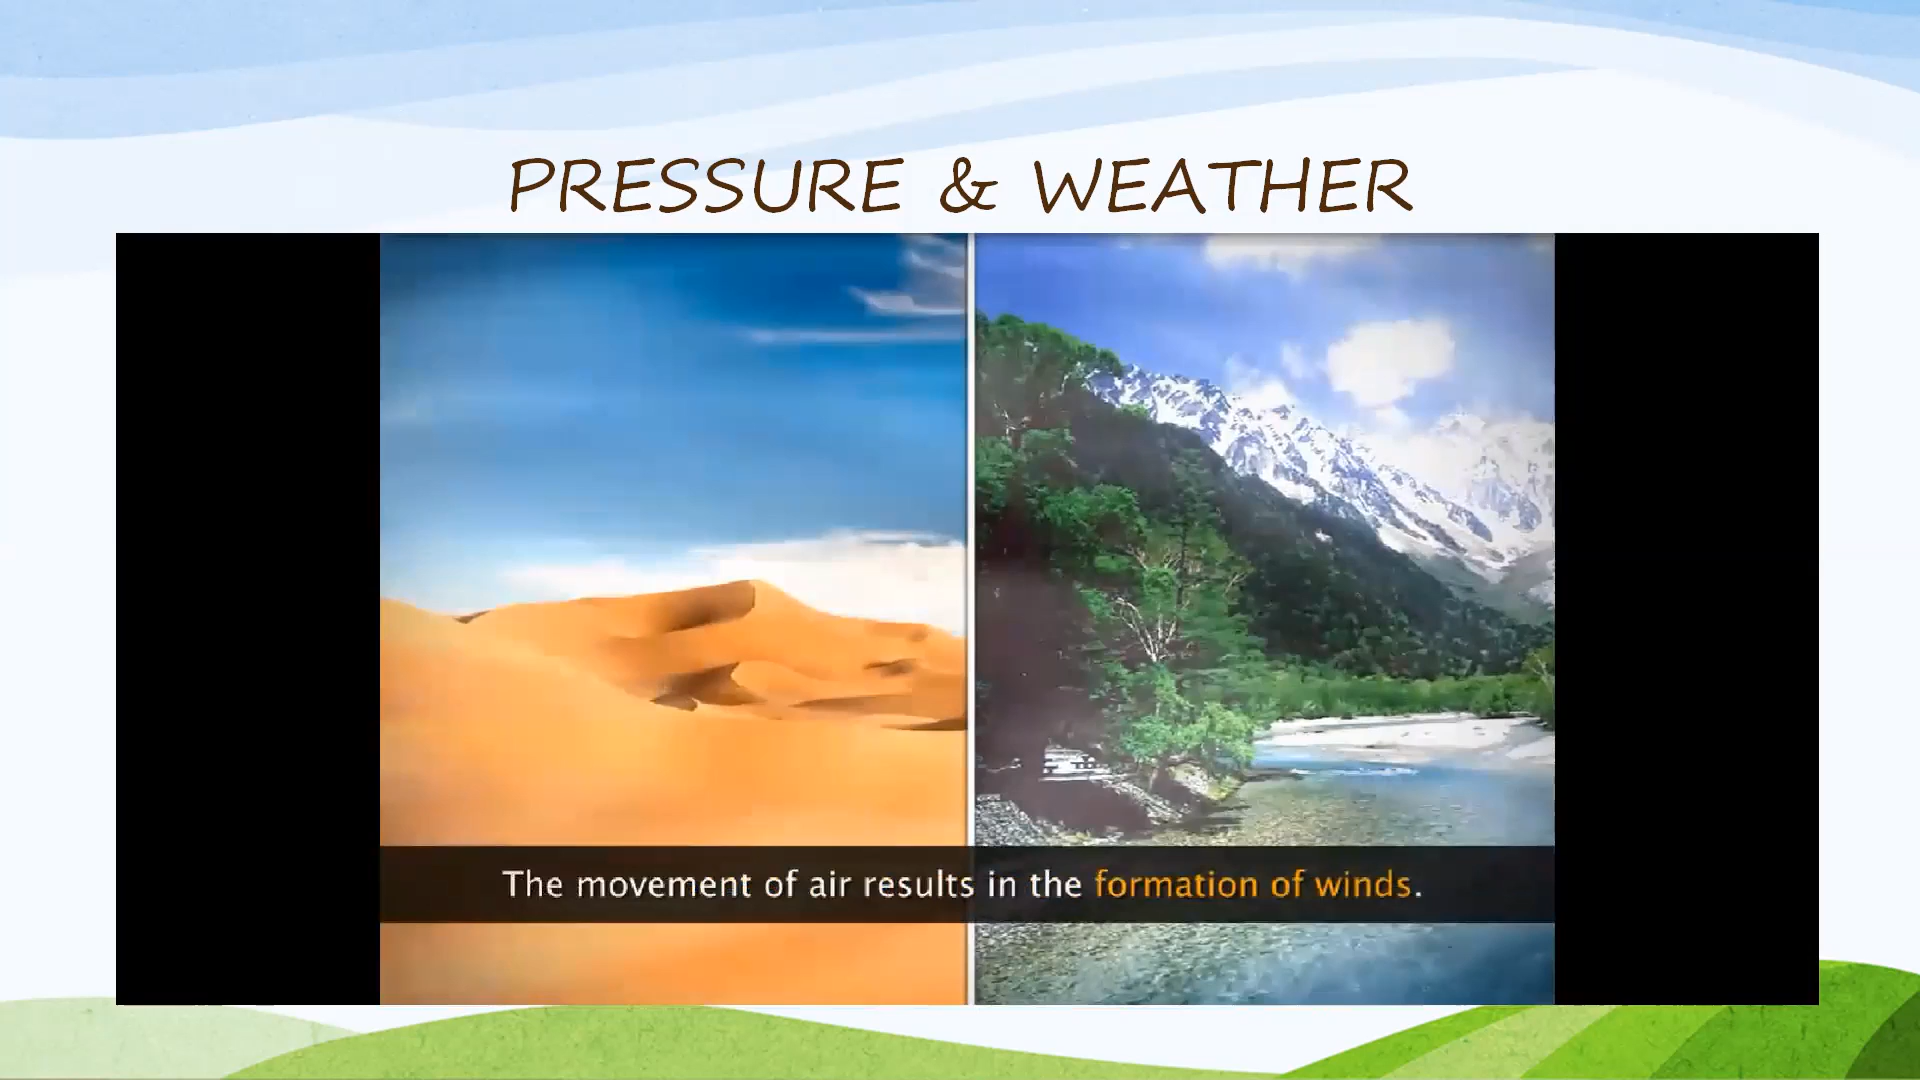 PRESSURE & WEATHER
The movement of air results in the formation of winds.